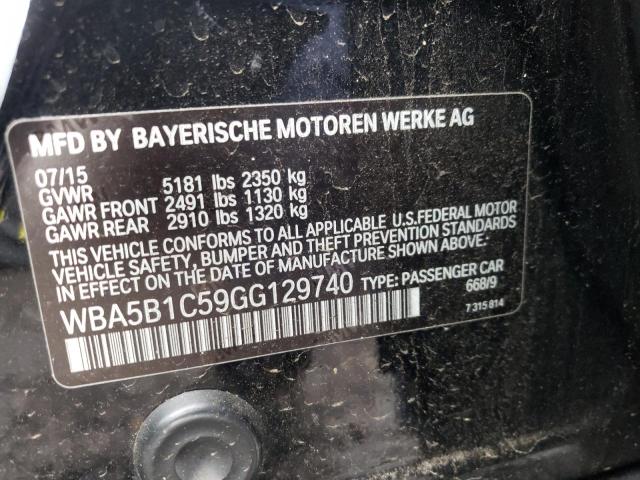 MFD BY BAYERISCHE MOTOREN WERKE AG
07/15
GVWR 5181 lbs 2350 kg
GAWR FRONT 2491 lbs 1130 kg
GAWR REAR 2910 lbs 1320 kg
THIS VEHICLE CONFORMS TO ALL APPLICABLE U.S.FEDERAL MOTOR
VEHICLE SAFETY, BUMPER AND THEFT PREVENTION STANDARDS
IN EFFECT ON THE DATE OF MANUFACTURE SHOWN ABOVE.
WBA5B1C59GG129740 TYPE: PASSENGER CAR
668/9
7 315 814